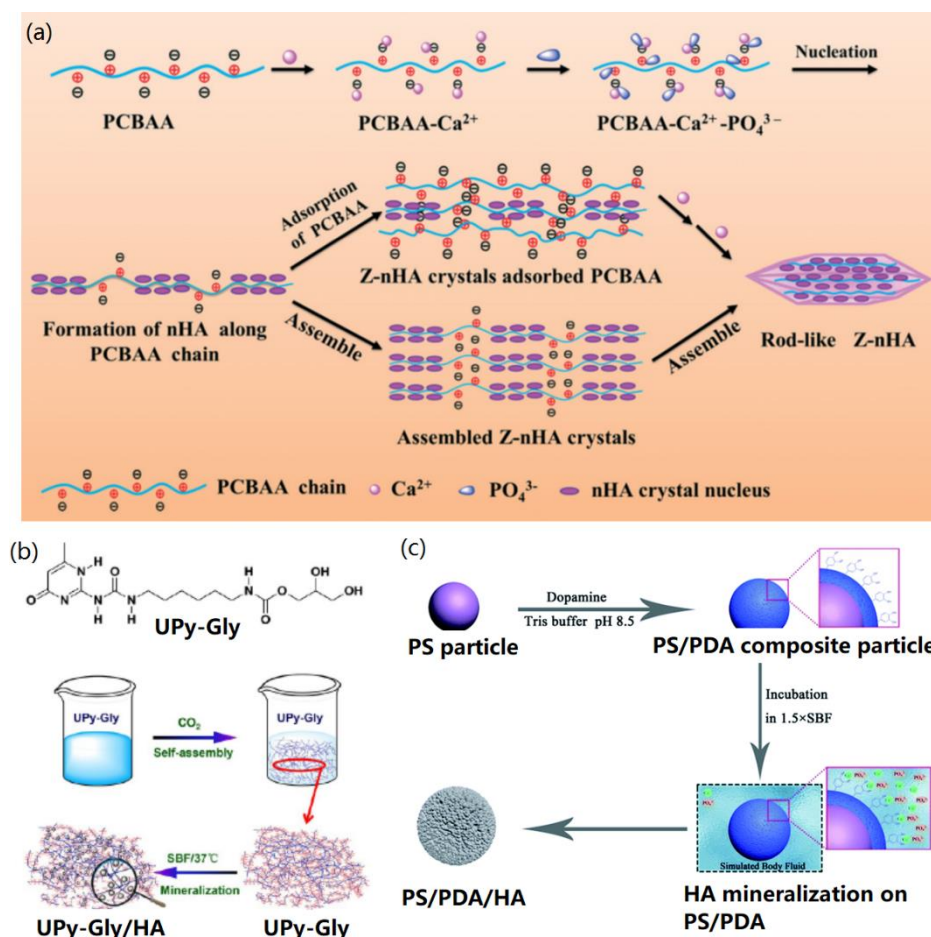 (a)
PCBAA
PCBAA-Ca²⁺
PCBAA-Ca²⁺-PO₄³⁻
Nucleation
Adsorption
of PCBAA
Z-nHA crystals adsorbed PCBAA
Formation of nHA along
PCBAA chain
Assemble
Assembled Z-nHA crystals
Assemble
Rod-like Z-nHA
PCBAA chain
Ca²⁺
PO₄³⁻
nHA crystal nucleus
(b)
H
N
N
N
O
N
H
O
N
H
H
N
O
O
OH
OH
UPy-Gly
UPy-Gly
CO₂
Self-assembly
UPy-Gly
SBF/37℃
Mineralization
UPy-Gly/HA
UPy-Gly
(c)
PS particle
Dopamine
Tris buffer pH 8.5
PS/PDA composite particle
Incubation
in 1.5×SBF
Simulated Body Fluid
HA mineralization on
PS/PDA
PS/PDA/HA